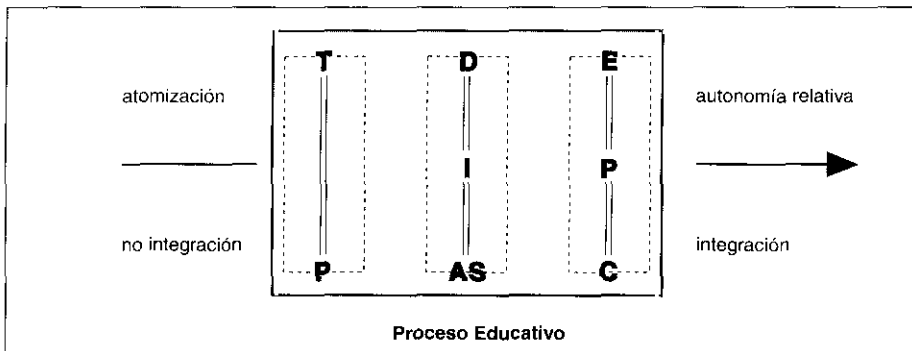 T D E
atomización autonomía relativa
I P
no integración integración
P AS C
Proceso Educativo